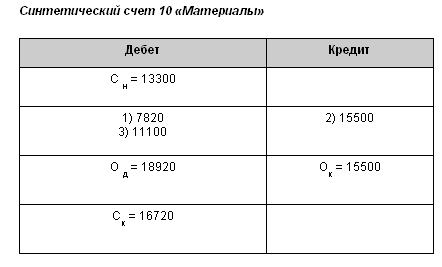 Синтетический счет 10 «Материалы»
Дебет Кредит
С н = 13300
1) 7820 2) 15500
3) 11100
О д = 18920 О к = 15500
С к = 16720